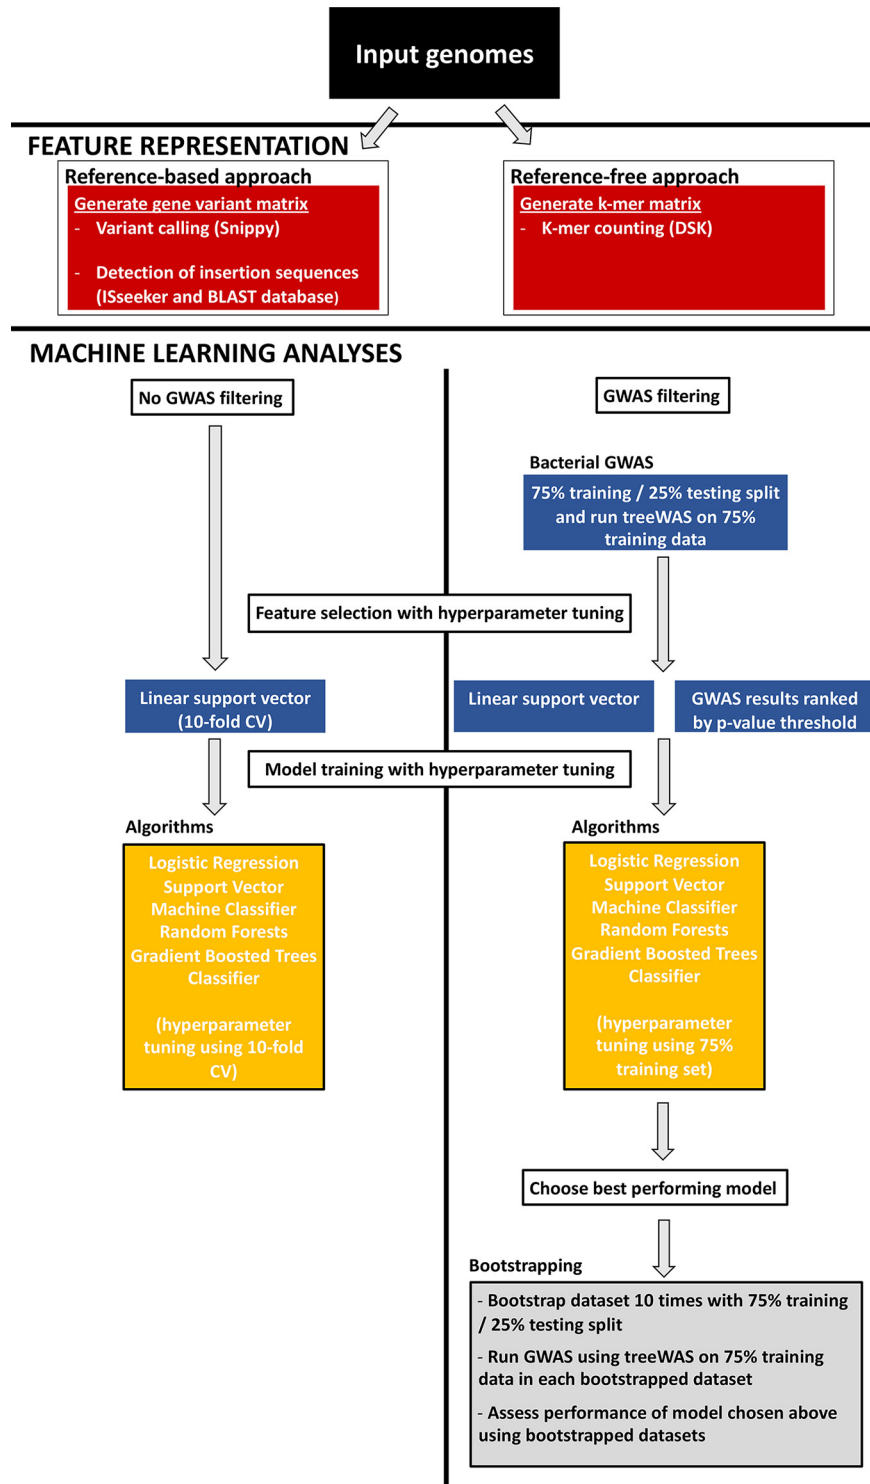 Input genomes
FEATURE REPRESENTATION
Reference-based approach
Generate gene variant matrix
- Variant calling (Snippy)
- Detection of insertion sequences
(ISseeker and BLAST database)
Reference-free approach
Generate k-mer matrix
- K-mer counting (DSK)
MACHINE LEARNING ANALYSES
No GWAS filtering
GWAS filtering
Bacterial GWAS
75% training / 25% testing split
and run treeWAS on 75%
training data
Feature selection with hyperparameter tuning
Linear support vector
(10-fold CV)
Linear support vector
GWAS results ranked
by p-value threshold
Model training with hyperparameter tuning
Algorithms
Logistic Regression
Support Vector
Machine Classifier
Random Forests
Gradient Boosted Trees
Classifier
(hyperparameter
tuning using 10-fold
CV)
Algorithms
Logistic Regression
Support Vector
Machine Classifier
Random Forests
Gradient Boosted Trees
Classifier
(hyperparameter
tuning using 75%
training set)
Choose best performing model
Bootstrapping
- Bootstrap dataset 10 times with 75% training
/ 25% testing split
- Run GWAS using treeWAS on 75% training
data in each bootstrapped dataset
- Assess performance of model chosen above
using bootstrapped datasets